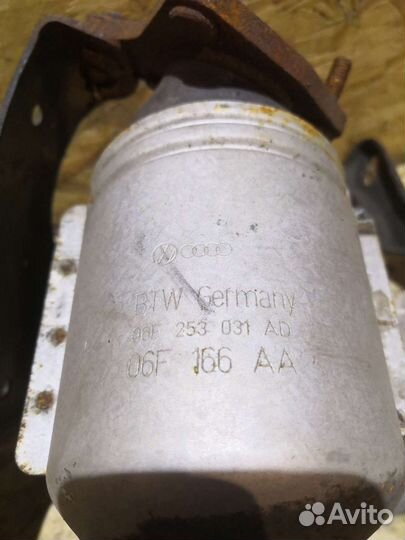 BTW Germany
06F 253 031 AD
06F 166 AA
Avito